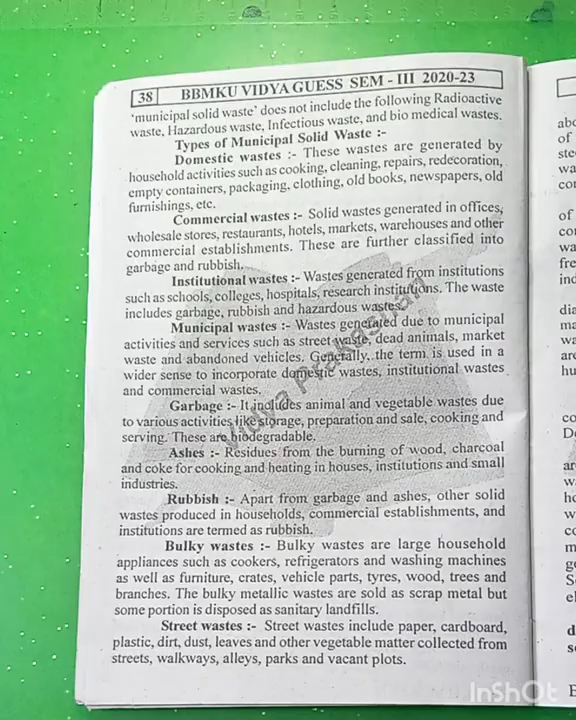 38 BBMKU VIDYA GUESS SEM - III 2020-23
'municipal solid waste' does not include the following Radioactive
waste, Hazardous waste, Infectious waste, and bio medical wastes.
Types of Municipal Solid Waste :-
Domestic wastes :- These wastes are generated by
household activities such as cooking, cleaning, repairs, redecoration,
empty containers, packaging, clothing, old books, newspapers, old
furnishings, etc.
Commercial wastes :- Solid wastes generated in offices,
wholesale stores, restaurants, hotels, markets, warehouses and other
commercial establishments. These are further classified into
garbage and rubbish.
Institutional wastes :- Wastes generated from institutions
such as schools, colleges, hospitals, research institutions. The waste
includes garbage, rubbish and hazardous wastes.
Municipal wastes :- Wastes generated due to municipal
activities and services such as street waste, dead animals, market
waste and abandoned vehicles. Generally, the term is used in a
wider sense to incorporate domestic wastes, institutional wastes
and commercial wastes.
Garbage :- It includes animal and vegetable wastes due
to various activities like storage, preparation and sale, cooking and
serving. These are biodegradable.
Ashes :- Residues from the burning of wood, charcoal
and coke for cooking and heating in houses, institutions and small
industries.
Rubbish :- Apart from garbage and ashes, other solid
wastes produced in households, commercial establishments, and
institutions are termed as rubbish.
Bulky wastes :- Bulky wastes are large household
appliances such as cookers, refrigerators and washing machines
as well as furniture, crates, vehicle parts, tyres, wood, trees and
branches. The bulky metallic wastes are sold as scrap metal but
some portion is disposed as sanitary landfills.
Street wastes :- Street wastes include paper, cardboard,
plastic, dirt, dust, leaves and other vegetable matter collected from
streets, walkways, alleys, parks and vacant plots.
Vidya Prakashan
InShOt